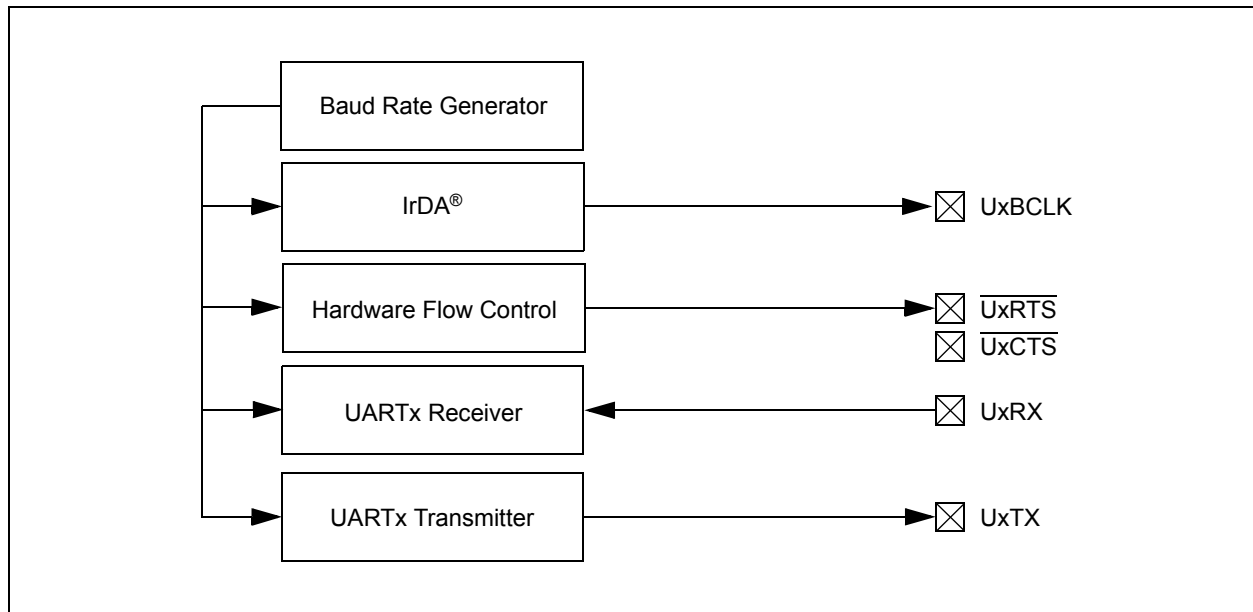 Baud Rate Generator
IrDA®
UxBCLK
Hardware Flow Control
UxRTS
UxCTS
UARTx Receiver
UxRX
UARTx Transmitter
UxTX